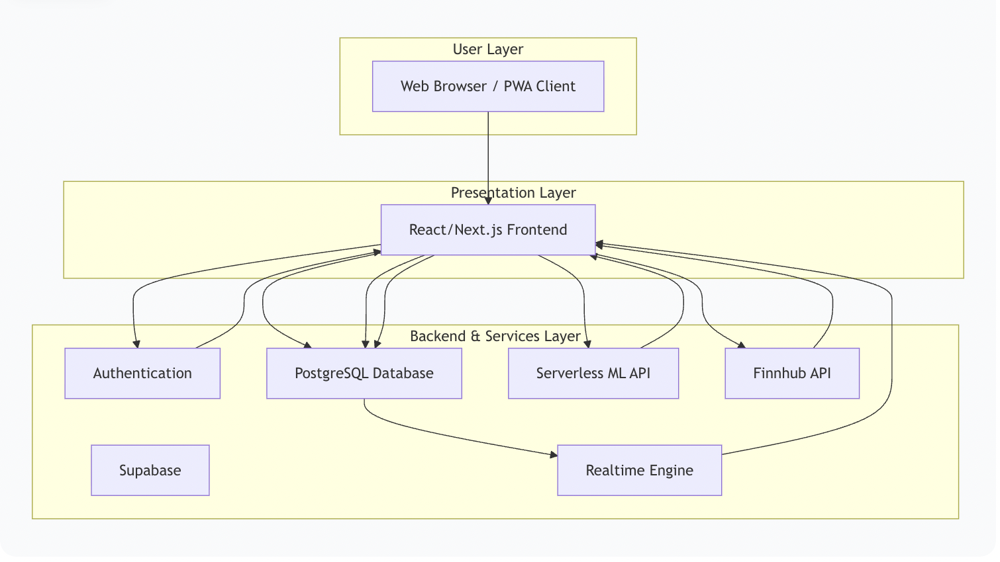 User Layer
Web Browser / PWA Client
Presentation Layer
React/Next.js Frontend
Backend & Services Layer
Authentication
PostgreSQL Database
Serverless ML API
Finnhub API
Supabase
Realtime Engine